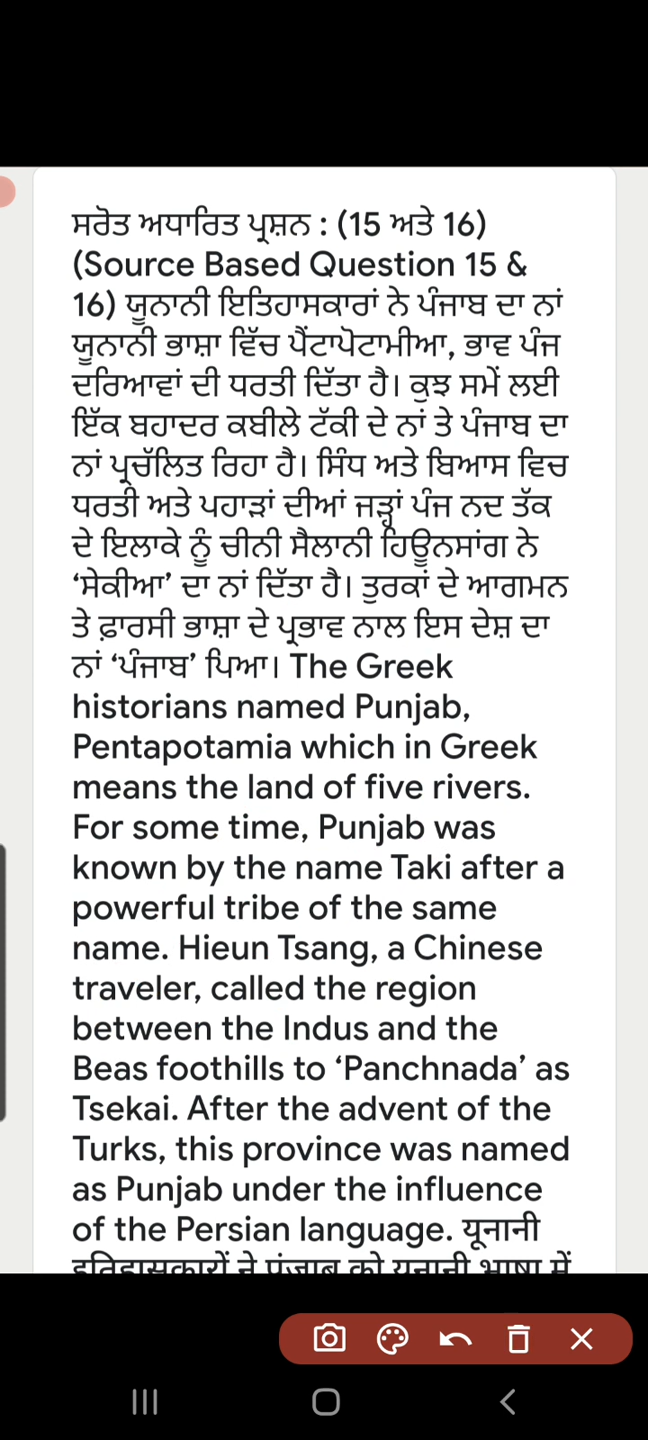 ਸਰੋਤ ਅਧਾਰਿਤ ਪ੍ਰਸ਼ਨ : (15 ਅਤੇ 16)
(Source Based Question 15 &
16) ਯੂਨਾਨੀ ਇਤਿਹਾਸਕਾਰਾਂ ਨੇ ਪੰਜਾਬ ਦਾ ਨਾਂ
ਯੂਨਾਨੀ ਭਾਸ਼ਾ ਵਿੱਚ ਪੈਂਟਾਪੋਟਾਮੀਆ, ਭਾਵ ਪੰਜ
ਦਰਿਆਵਾਂ ਦੀ ਧਰਤੀ ਦਿੱਤਾ ਹੈ। ਕੁਝ ਸਮੇਂ ਲਈ
ਇੱਕ ਬਹਾਦਰ ਕਬੀਲੇ ਟੱਕੀ ਦੇ ਨਾਂ ਤੇ ਪੰਜਾਬ ਦਾ
ਨਾਂ ਪ੍ਰਚੱਲਿਤ ਰਿਹਾ ਹੈ। ਸਿੰਧ ਅਤੇ ਬਿਆਸ ਵਿਚ
ਧਰਤੀ ਅਤੇ ਪਹਾੜਾਂ ਦੀਆਂ ਜੜ੍ਹਾਂ ਪੰਜ ਨਦ ਤੱਕ
ਦੇ ਇਲਾਕੇ ਨੂੰ ਚੀਨੀ ਸੈਲਾਨੀ ਹਿਊਨਸਾਂਗ ਨੇ
‘ਸੇਕੀਆ’ ਦਾ ਨਾਂ ਦਿੱਤਾ ਹੈ। ਤੁਰਕਾਂ ਦੇ ਆਗਮਨ
ਤੇ ਫ਼ਾਰਸੀ ਭਾਸ਼ਾ ਦੇ ਪ੍ਰਭਾਵ ਨਾਲ ਇਸ ਦੇਸ਼ ਦਾ
ਨਾਂ ‘ਪੰਜਾਬ’ ਪਿਆ। The Greek
historians named Punjab,
Pentapotamia which in Greek
means the land of five rivers.
For some time, Punjab was
known by the name Taki after a
powerful tribe of the same
name. Hieun Tsang, a Chinese
traveler, called the region
between the Indus and the
Beas foothills to ‘Panchnada’ as
Tsekai. After the advent of the
Turks, this province was named
as Punjab under the influence
of the Persian language. यूनानी
इतिहासकारों ने पंजाब को यूनानी भाषा में